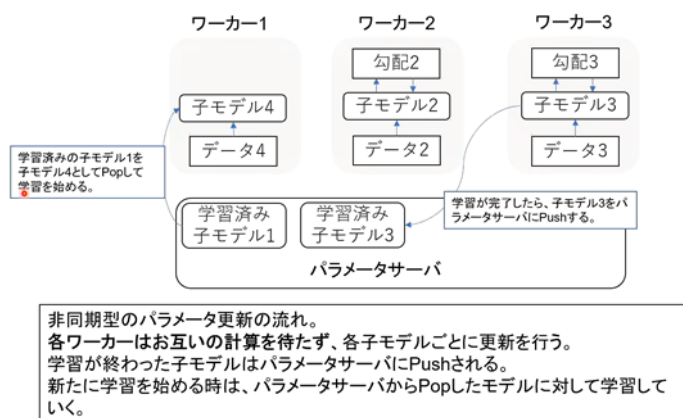 ワーカー1
ワーカー2
ワーカー3
勾配2
勾配3
子モデル4
子モデル2
子モデル3
データ4
データ2
データ3
学習済みの子モデル1を
子モデル4としてPopして
学習を始める。
学習が完了したら、子モデル3をパ
ラメータサーバにPushする。
学習済み
子モデル1
学習済み
子モデル3
パラメータサーバ
非同期型のパラメータ更新の流れ。
各ワーカーはお互いの計算を待たず、各子モデルごとに更新を行う。
学習が終わった子モデルはパラメータサーバにPushされる。
新たに学習を始める時は、パラメータサーバからPopしたモデルに対して学習して
いく。